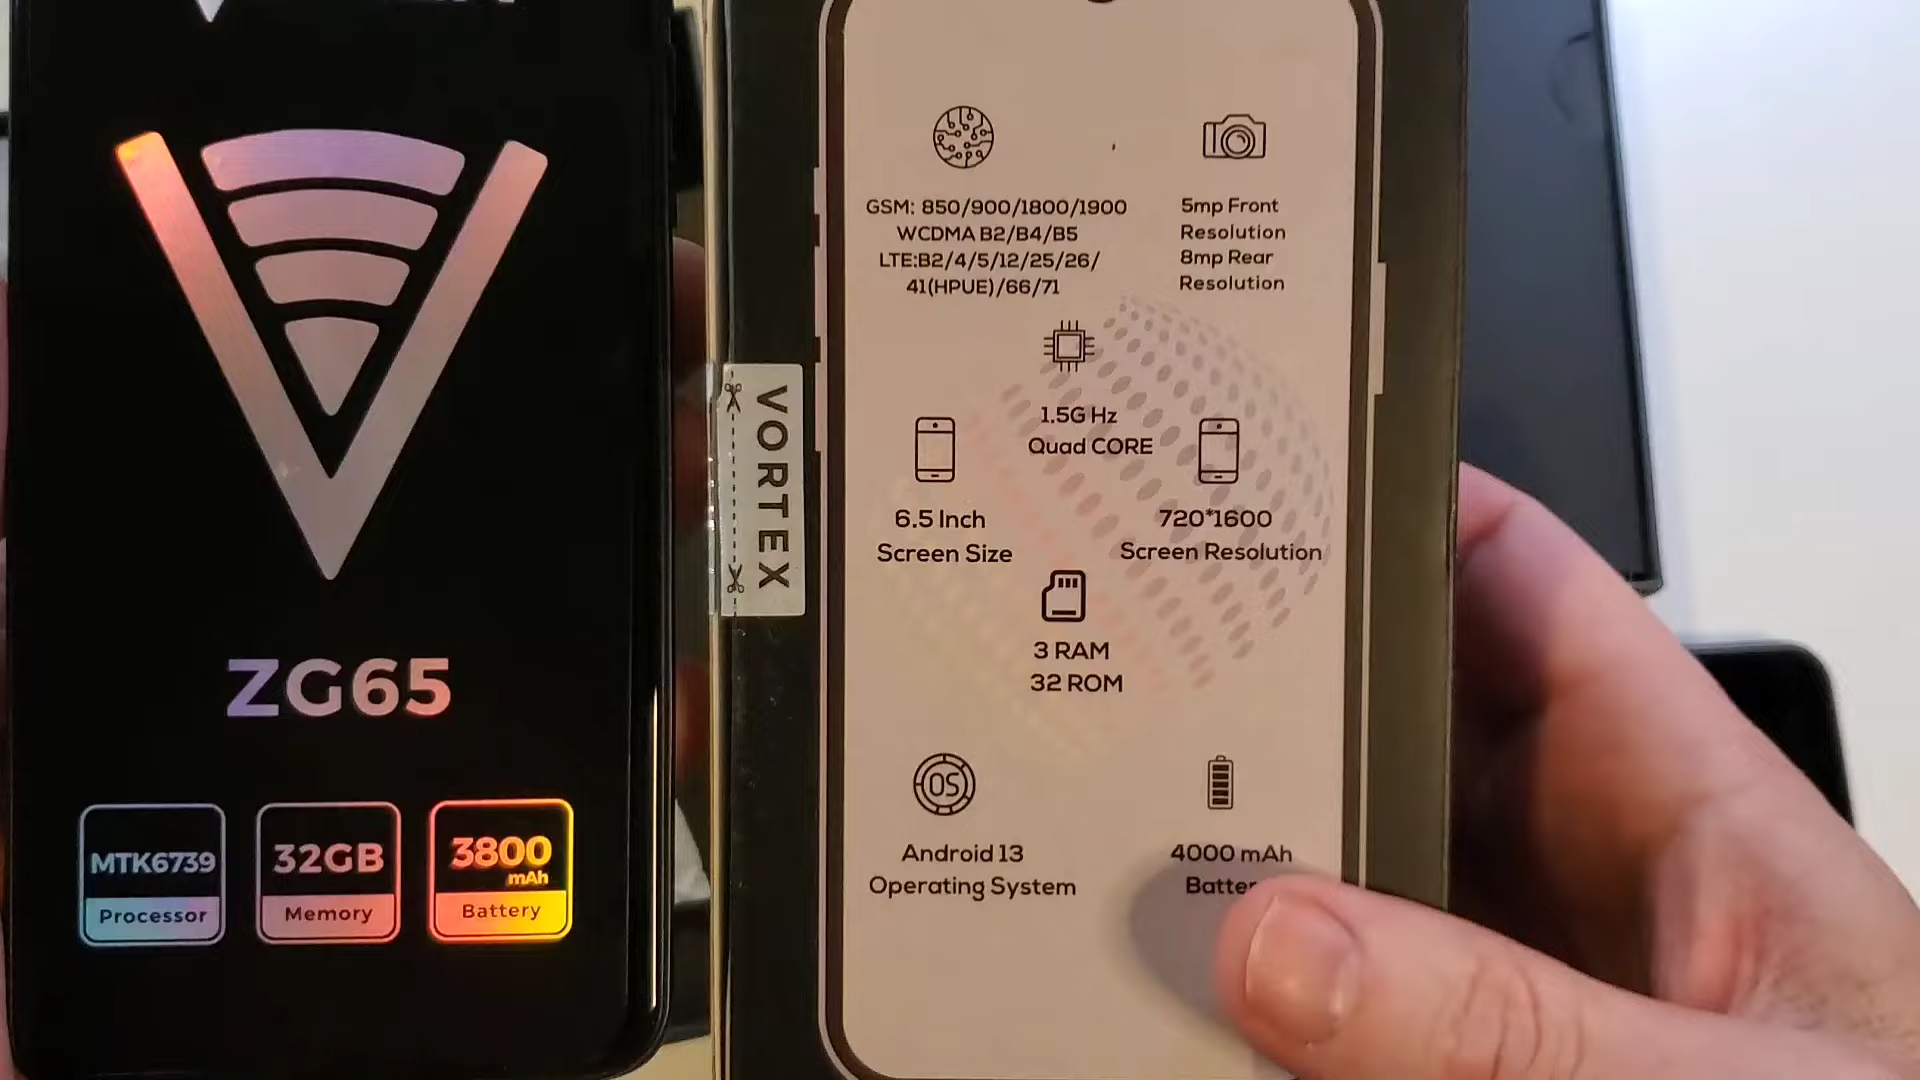 ZG65
MTK6739
Processor
32GB
Memory
3800
mAh
Battery
VORTEX
GSM: 850/900/1800/1900
WCDMA B2/B4/B5
LTE:B2/4/5/12/25/26/
41(HPUE)/66/71
5mp Front
Resolution
8mp Rear
Resolution
1.5G Hz
Quad CORE
6.5 Inch
Screen Size
720*1600
Screen Resolution
3 RAM
32 ROM
OS
Android 13
Operating System
4000 mAh